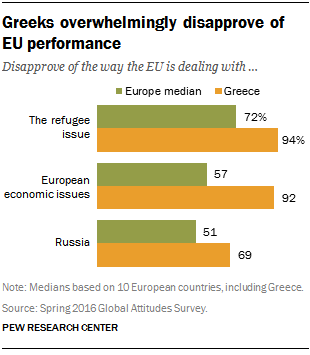 Greeks overwhelmingly disapprove of
EU performance
Disapprove of the way the EU is dealing with ...
Europe median Greece
The refugee
issue
72%
94%
European
economic issues
57
92
Russia
51
69
Note: Medians based on 10 European countries, including Greece.
Source: Spring 2016 Global Attitudes Survey.
PEW RESEARCH CENTER